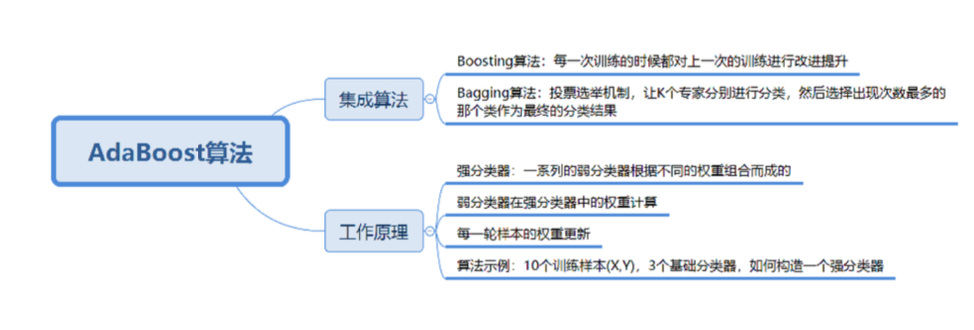 AdaBoost算法
集成算法
Boosting算法：每一次训练的时候都对上一次的训练进行改进提升
Bagging算法：投票选举机制，让K个专家分别进行分类，然后选择出现次数最多的
那个类作为最终的分类结果
工作原理
强分类器：一系列的弱分类器根据不同的权重组合而成的
弱分类器在强分类器中的权重计算
每一轮样本的权重更新
算法示例：10个训练样本(X,Y)，3个基础分类器，如何构造一个强分类器